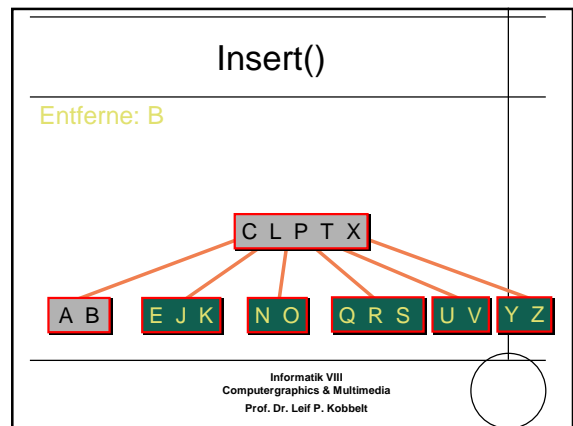 Insert()
Entferne: B
C L P T X
A B E J K N O Q R S U V Y Z
Informatik VIII
Computergraphics & Multimedia
Prof. Dr. Leif P. Kobbelt